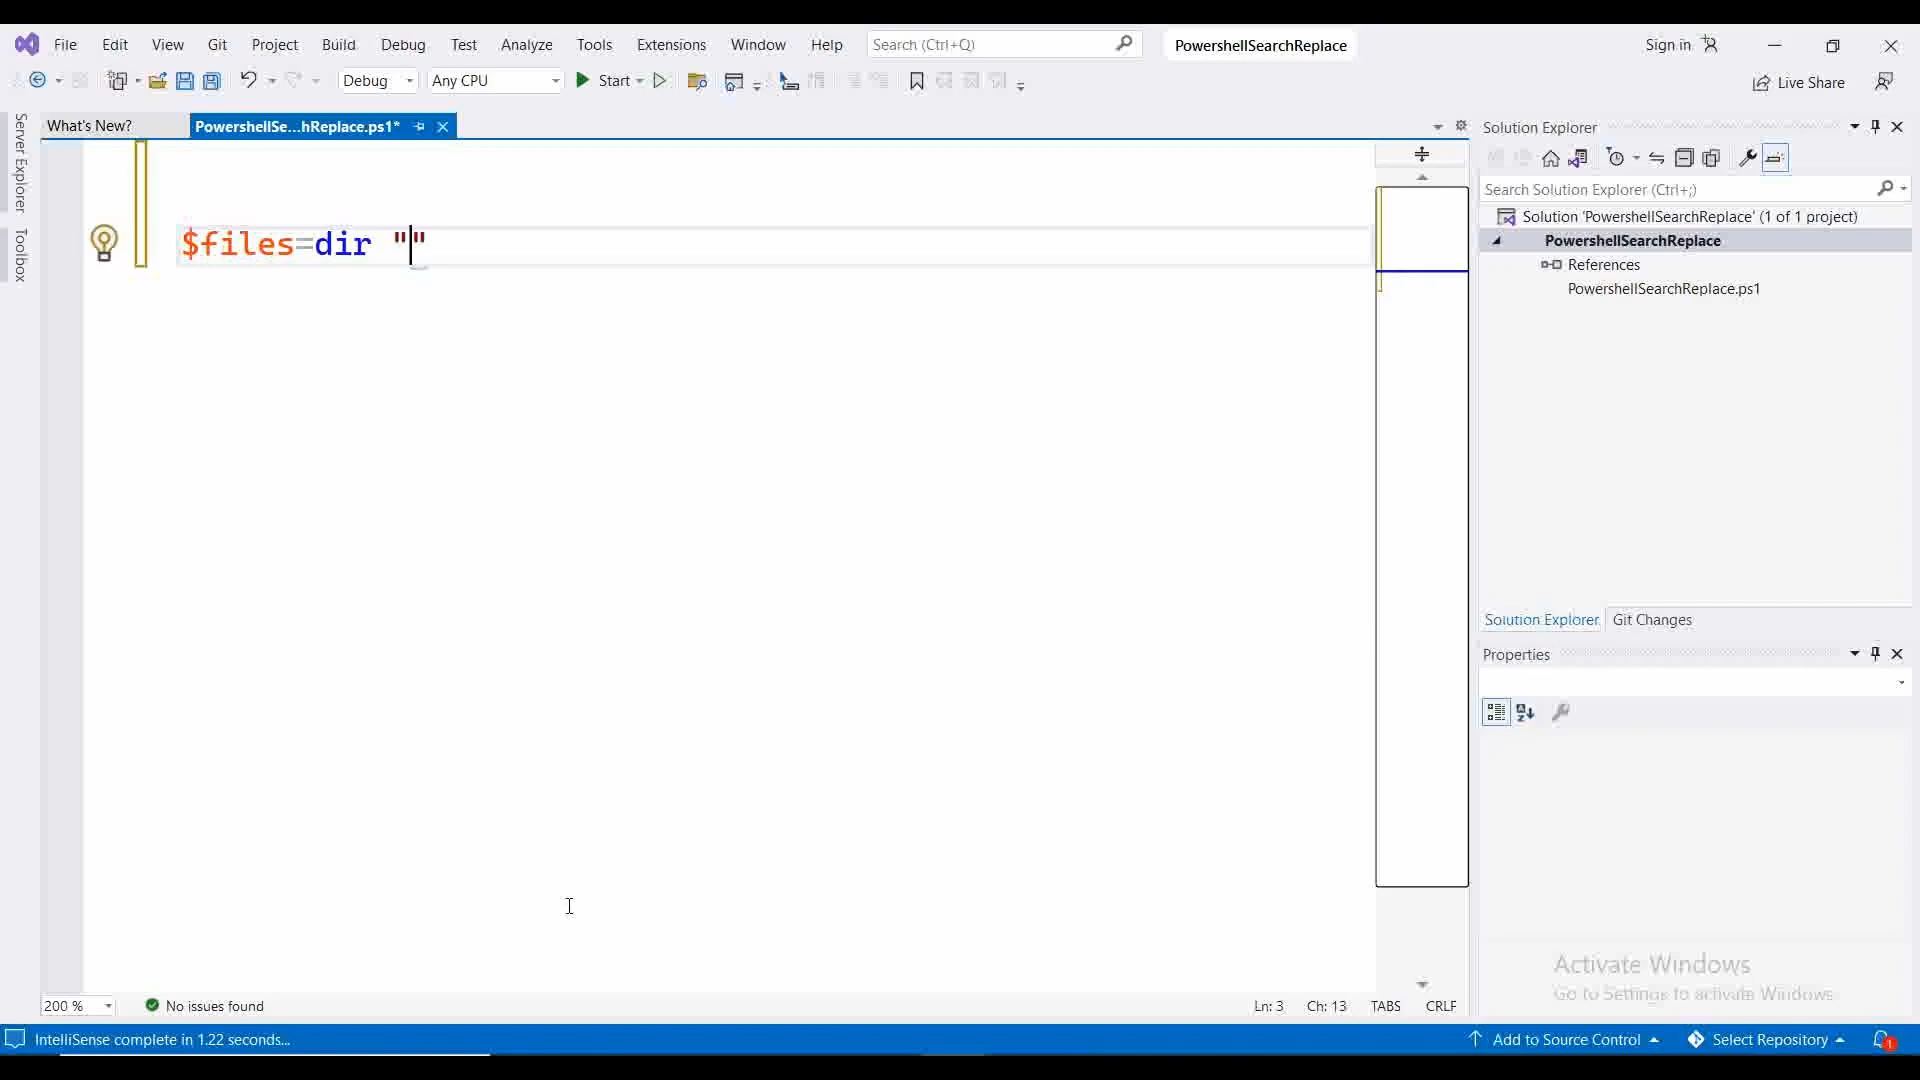 File Edit View Git Project Build Debug Test Analyze Tools Extensions Window Help Search (Ctrl+Q) PowershellSearchReplace Sign in
Debug Any CPU Start Live Share
Server Explorer
Toolbox
What's New? PowershellSe...hReplace.ps1*
$files=dir ""
Solution Explorer
Search Solution Explorer (Ctrl+;)
Solution 'PowershellSearchReplace' (1 of 1 project)
PowershellSearchReplace
References
PowershellSearchReplace.ps1
Solution Explorer Git Changes
Properties
Activate Windows
Go to Settings to activate Windows.
200 % No issues found Ln: 3 Ch: 13 TABS CRLF
IntelliSense complete in 1.22 seconds... Add to Source Control Select Repository 1